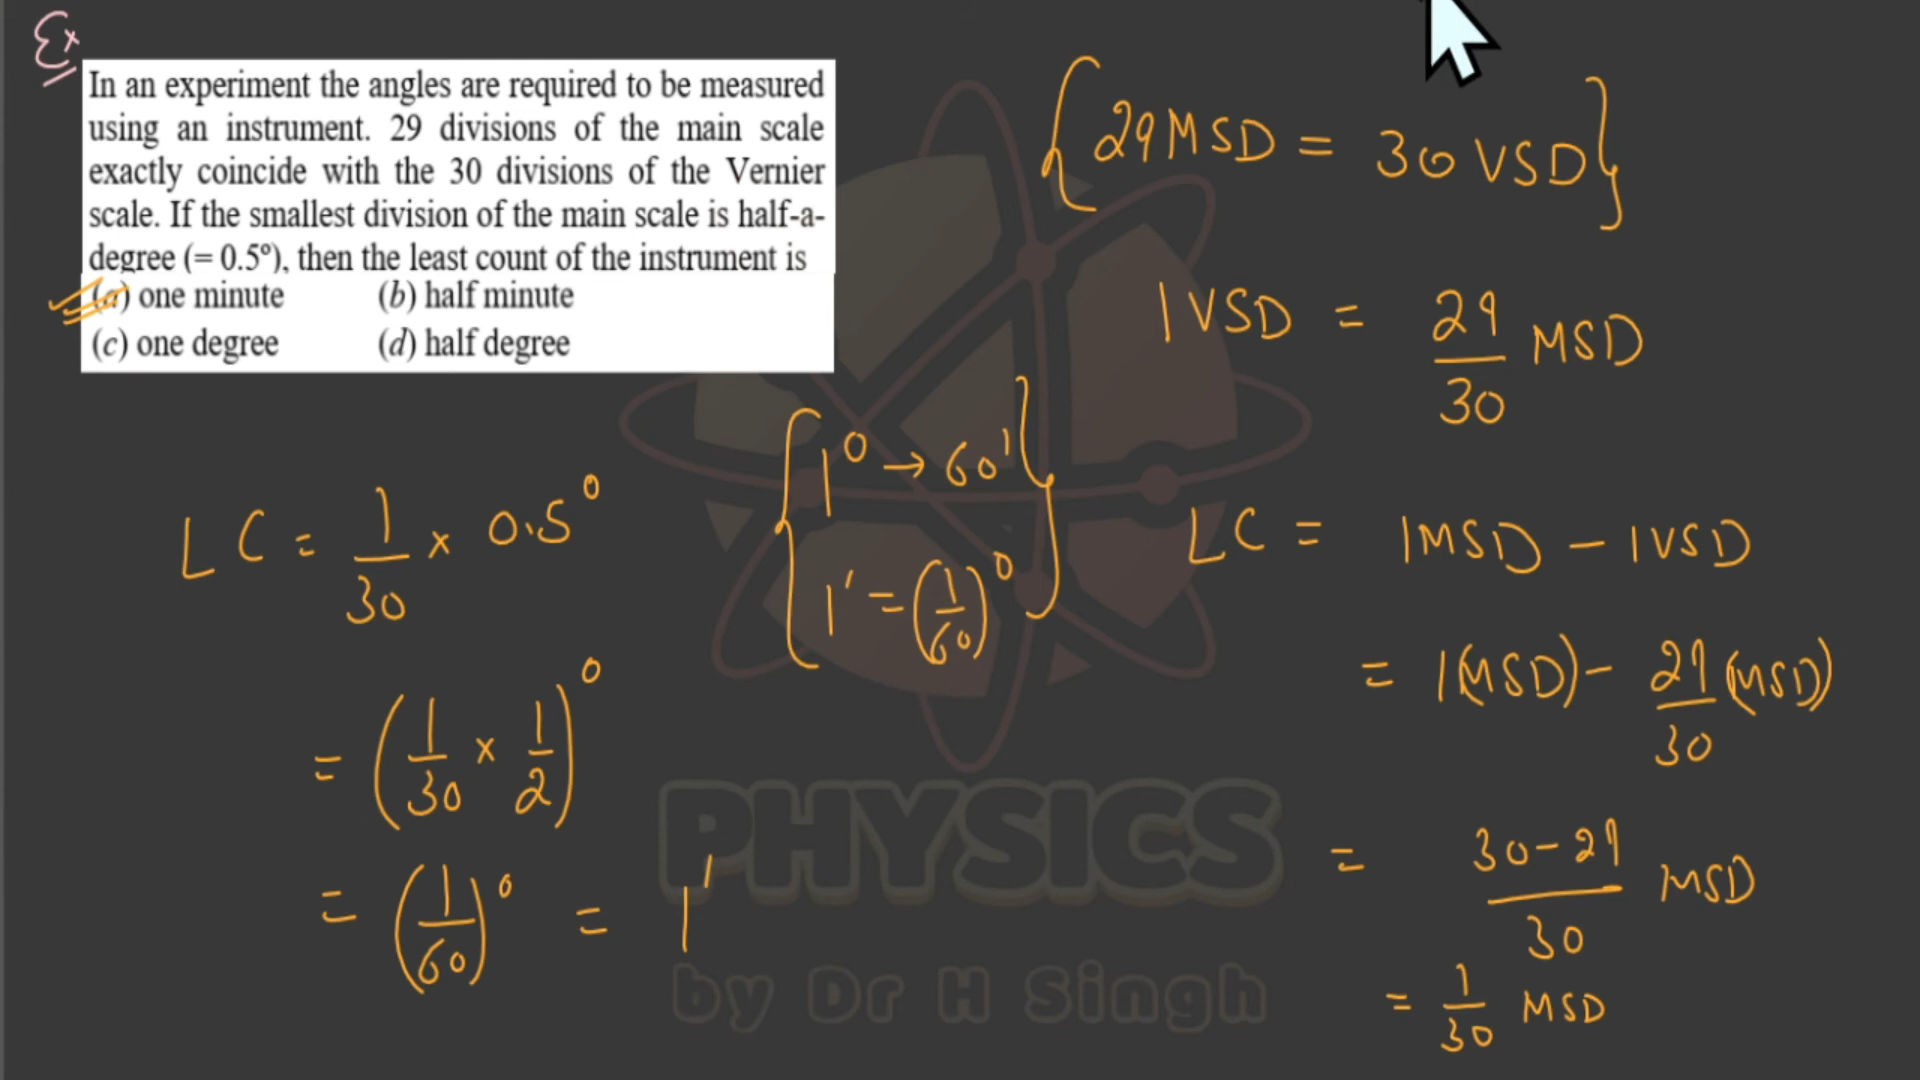 Ex
In an experiment the angles are required to be measured
using an instrument. 29 divisions of the main scale
exactly coincide with the 30 divisions of the Vernier
scale. If the smallest division of the main scale is half-a-
degree (= 0.5º), then the least count of the instrument is
(a) one minute (b) half minute
(c) one degree (d) half degree
{29 MSD = 30 VSD}
1 VSD = 29/30 MSD
LC = 1 MSD - 1 VSD
= 1(MSD) - 29/30 (MSD)
= 30-29/30 MSD
= 1/30 MSD
{1° → 60'
1' = (1/60)°}
LC = 1/30 × 0.5°
= (1/30 × 1/2)°
= (1/60)° = 1'
PHYSICS
by Dr H Singh